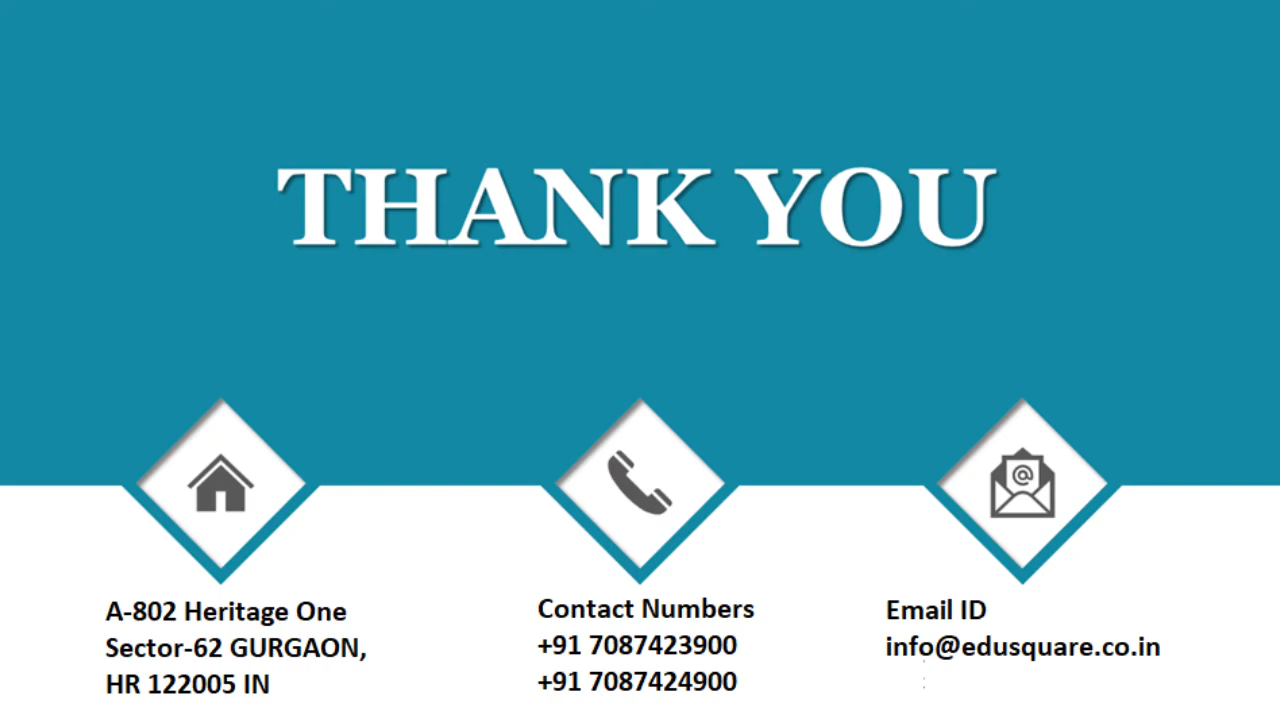 THANK YOU
A-802 Heritage One
Sector-62 GURGAON,
HR 122005 IN
Contact Numbers
+91 7087423900
+91 7087424900
Email ID
info@edusquare.co.in